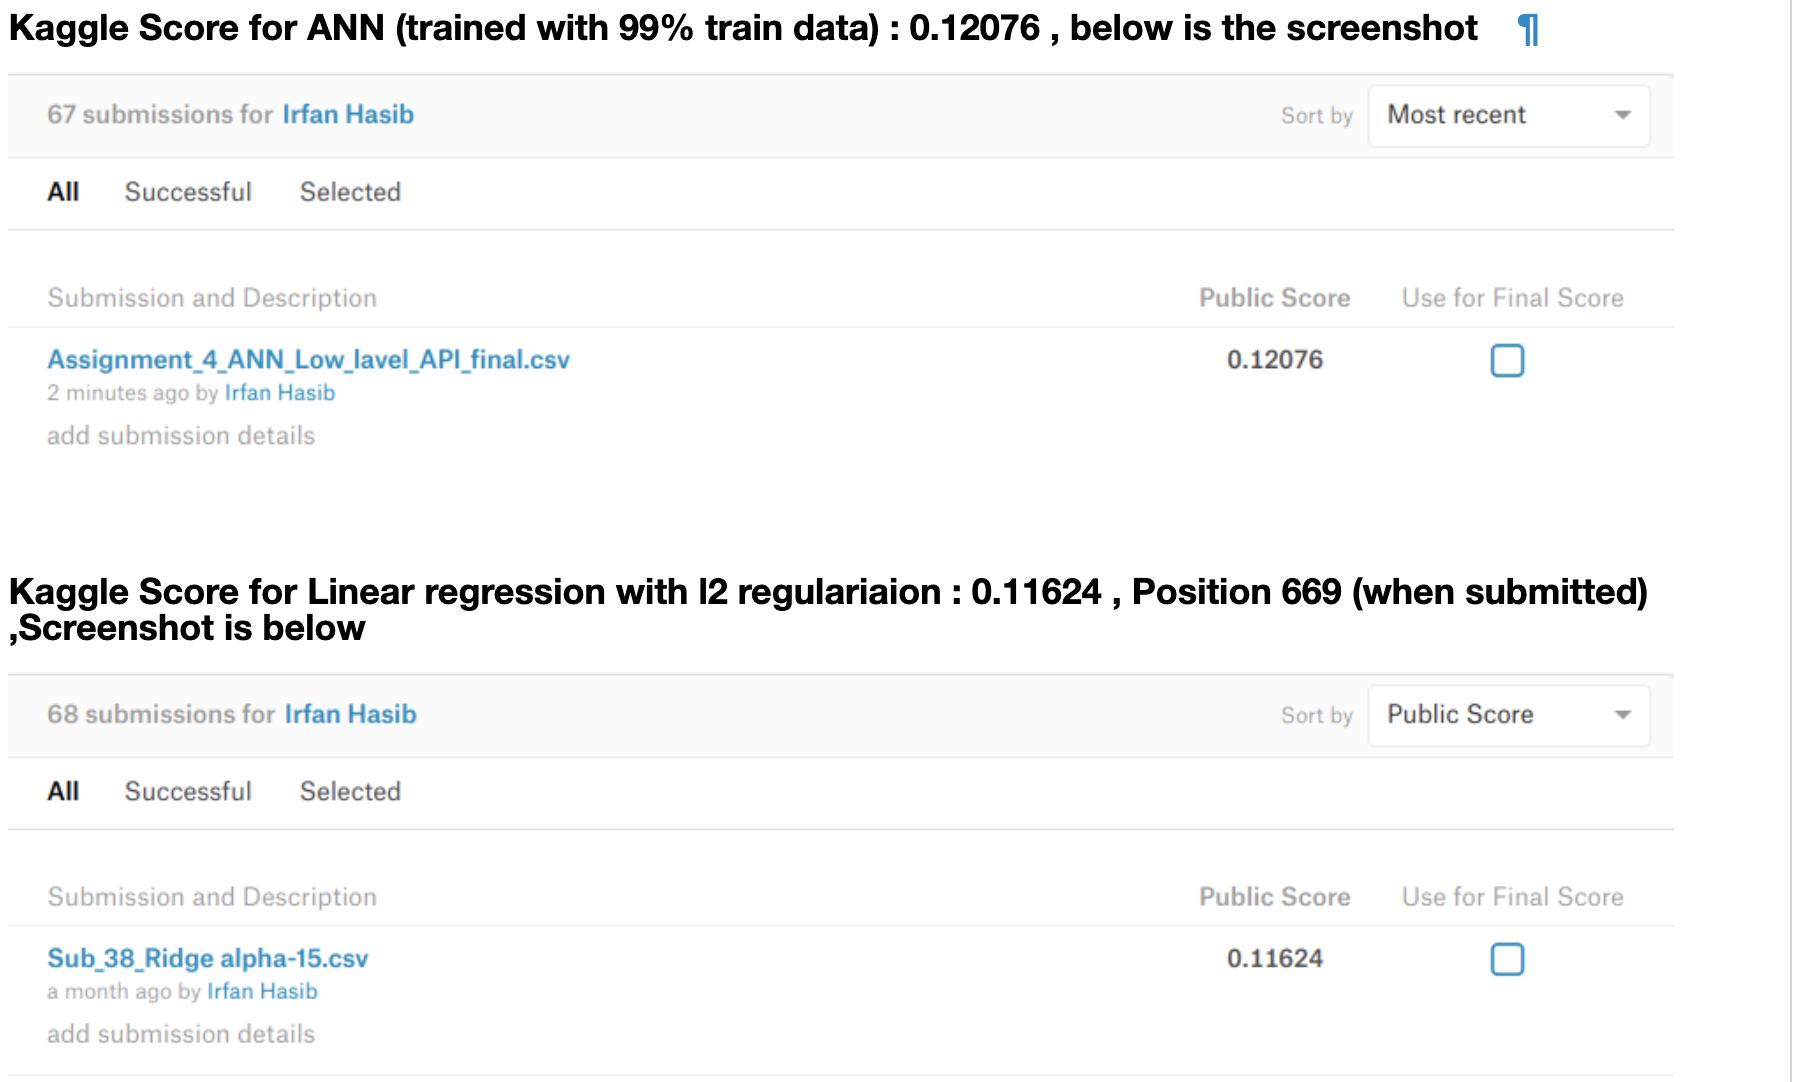 Kaggle Score for ANN (trained with 99% train data) : 0.12076 , below is the screenshot ¶
67 submissions for Irfan Hasib Sort by Most recent
All Successful Selected
Submission and Description Public Score Use for Final Score
Assignment_4_ANN_Low_lavel_API_final.csv 0.12076
2 minutes ago by Irfan Hasib
add submission details
Kaggle Score for Linear regression with l2 regulariaion : 0.11624 , Position 669 (when submitted)
,Screenshot is below
68 submissions for Irfan Hasib Sort by Public Score
All Successful Selected
Submission and Description Public Score Use for Final Score
Sub_38_Ridge alpha-15.csv 0.11624
a month ago by Irfan Hasib
add submission details